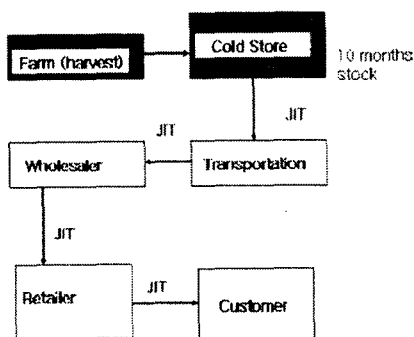 Farm (harvest)
Cold Store
10 months
stock
JIT
JIT
Wholesaler
Transportation
JIT
Retailer
JIT
Customer